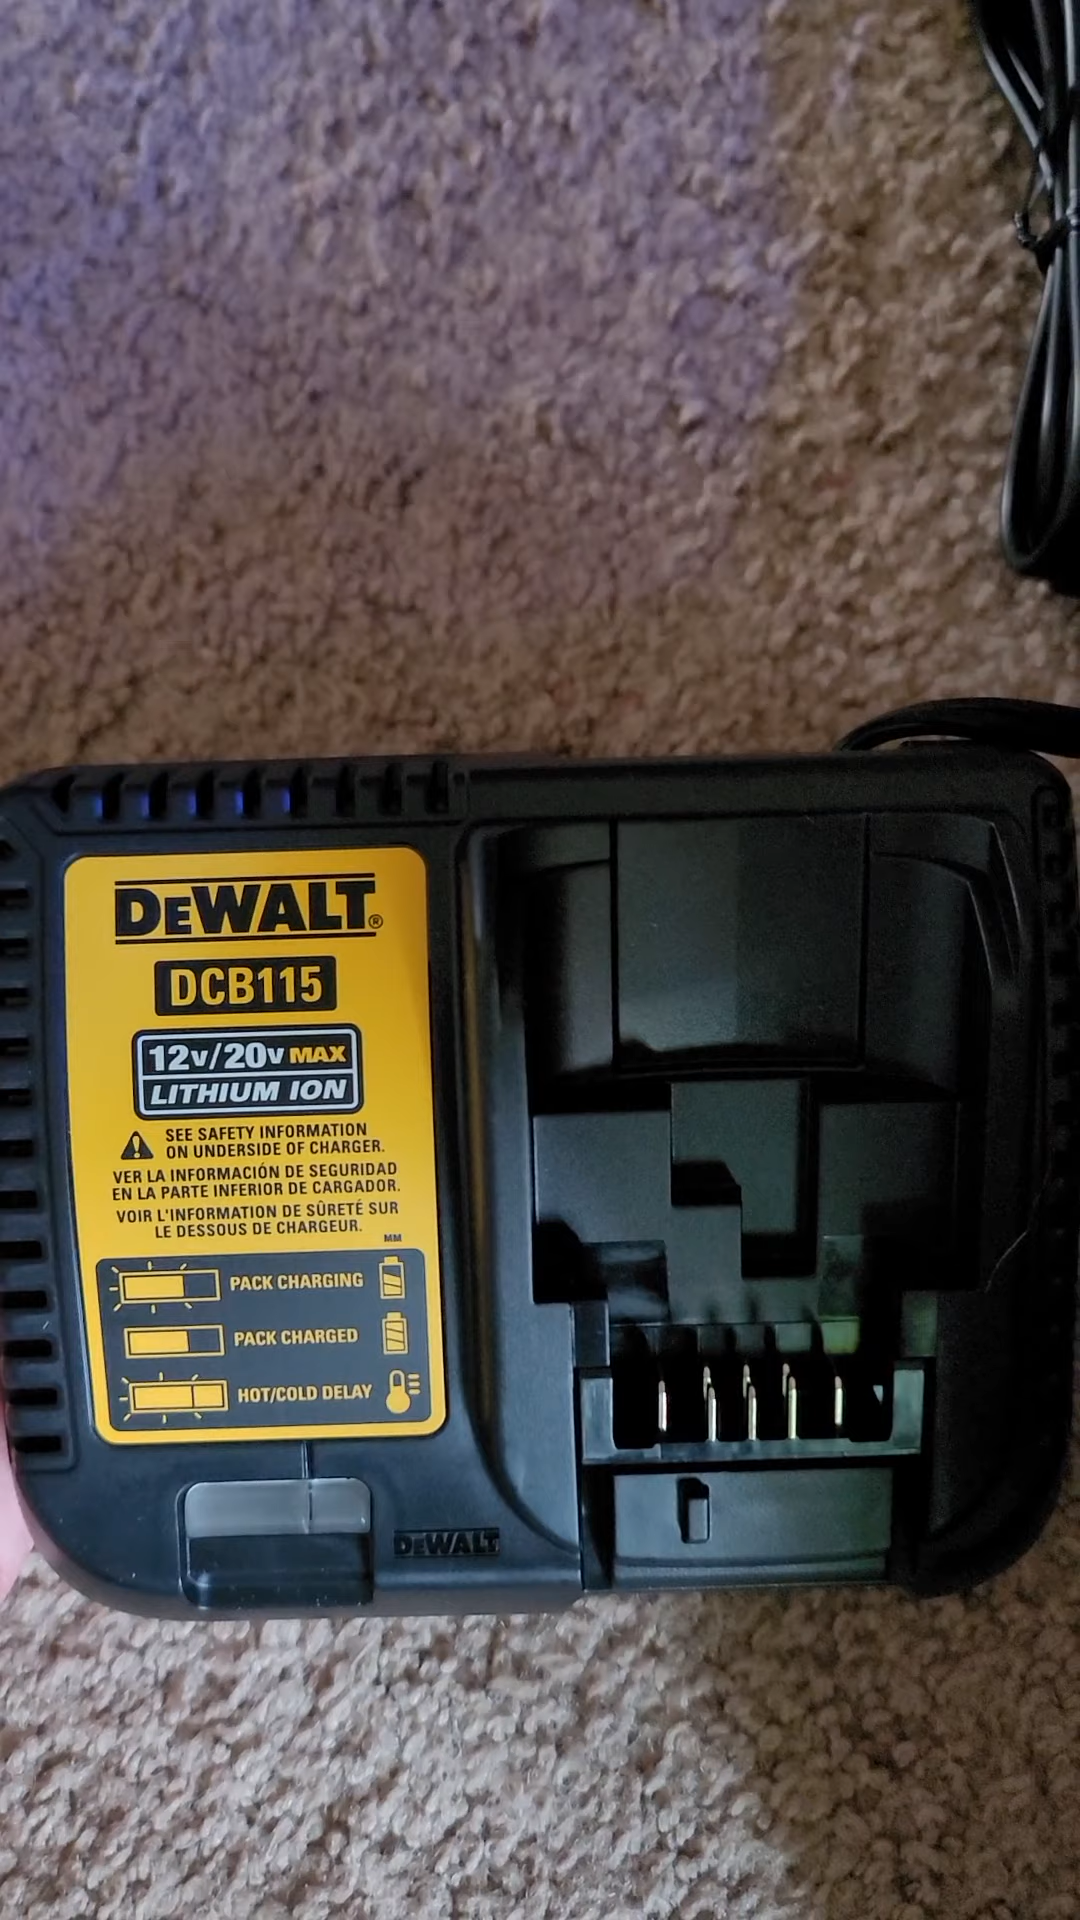 DEWALT®
DCB115
12V/20V MAX
LITHIUM ION
SEE SAFETY INFORMATION
ON UNDERSIDE OF CHARGER.
VER LA INFORMACIÓN DE SEGURIDAD
EN LA PARTE INFERIOR DE CARGADOR.
VOIR L'INFORMATION DE SÛRETÉ SUR
LE DESSOUS DE CHARGEUR.
MM
PACK CHARGING
PACK CHARGED
HOT/COLD DELAY
DEWALT